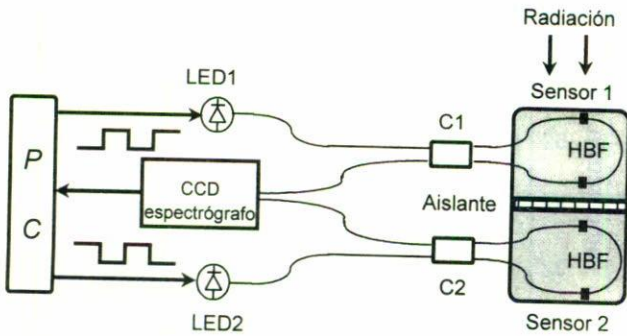 Radiación
LED1
Sensor 1
C1
HBF
P
C
CCD
espectrógrafo
Aislante
HBF
C2
LED2
Sensor 2